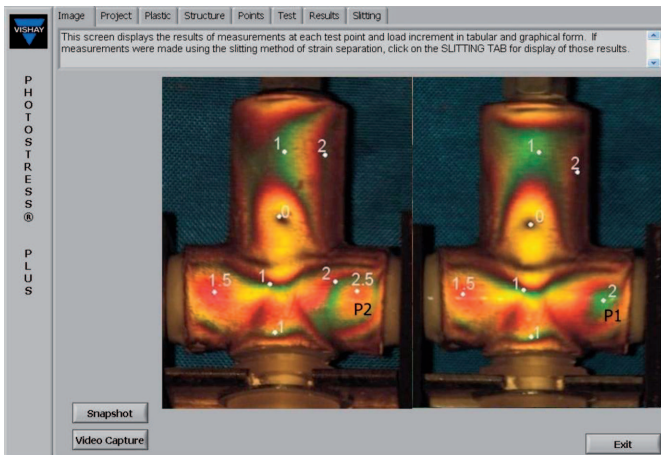 VISHAY
Image Project Plastic Structure Points Test Results Slitting
This screen displays the results of measurements at each test point and load increment in tabular and graphical form. If
measurements were made using the slitting method of strain separation, click on the SLITTING TAB for display of those results.
PHOTOSTRESS® PLUS
1 2
0
1.5 1 2 2.5
P2
1
1
2
0
1.5 1 2
P1
1
Snapshot
Video Capture
Exit